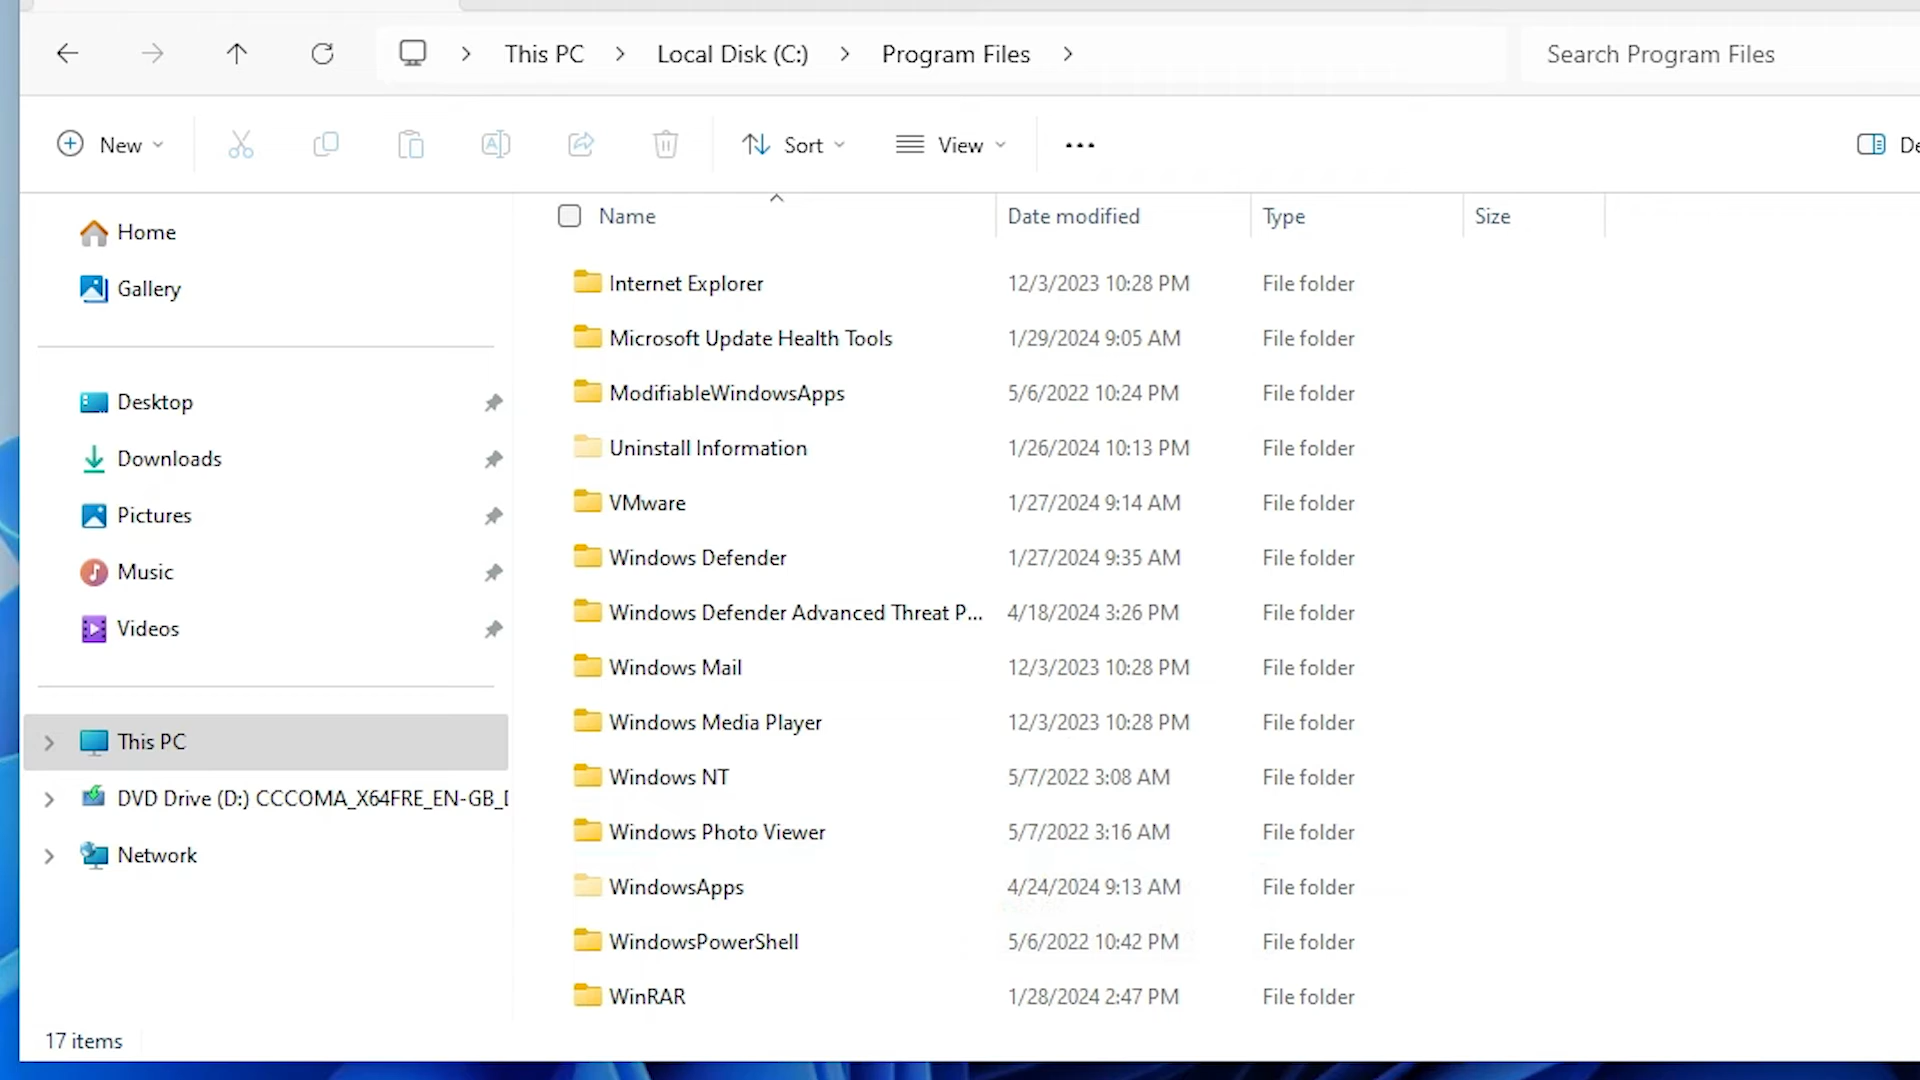 This PC
Local Disk (C:)
Program Files
Search Program Files
New
Sort
View
Name
Date modified
Type
Size
Home
Gallery
Desktop
Downloads
Pictures
Music
Videos
This PC
DVD Drive (D:) CCCOMA_X64FRE_EN-GB_
Network
Internet Explorer 12/3/2023 10:28 PM File folder
Microsoft Update Health Tools 1/29/2024 9:05 AM File folder
ModifiableWindowsApps 5/6/2022 10:24 PM File folder
Uninstall Information 1/26/2024 10:13 PM File folder
VMware 1/27/2024 9:14 AM File folder
Windows Defender 1/27/2024 9:35 AM File folder
Windows Defender Advanced Threat P... 4/18/2024 3:26 PM File folder
Windows Mail 12/3/2023 10:28 PM File folder
Windows Media Player 12/3/2023 10:28 PM File folder
Windows NT 5/7/2022 3:08 AM File folder
Windows Photo Viewer 5/7/2022 3:16 AM File folder
WindowsApps 4/24/2024 9:13 AM File folder
WindowsPowerShell 5/6/2022 10:42 PM File folder
WinRAR 1/28/2024 2:47 PM File folder
17 items